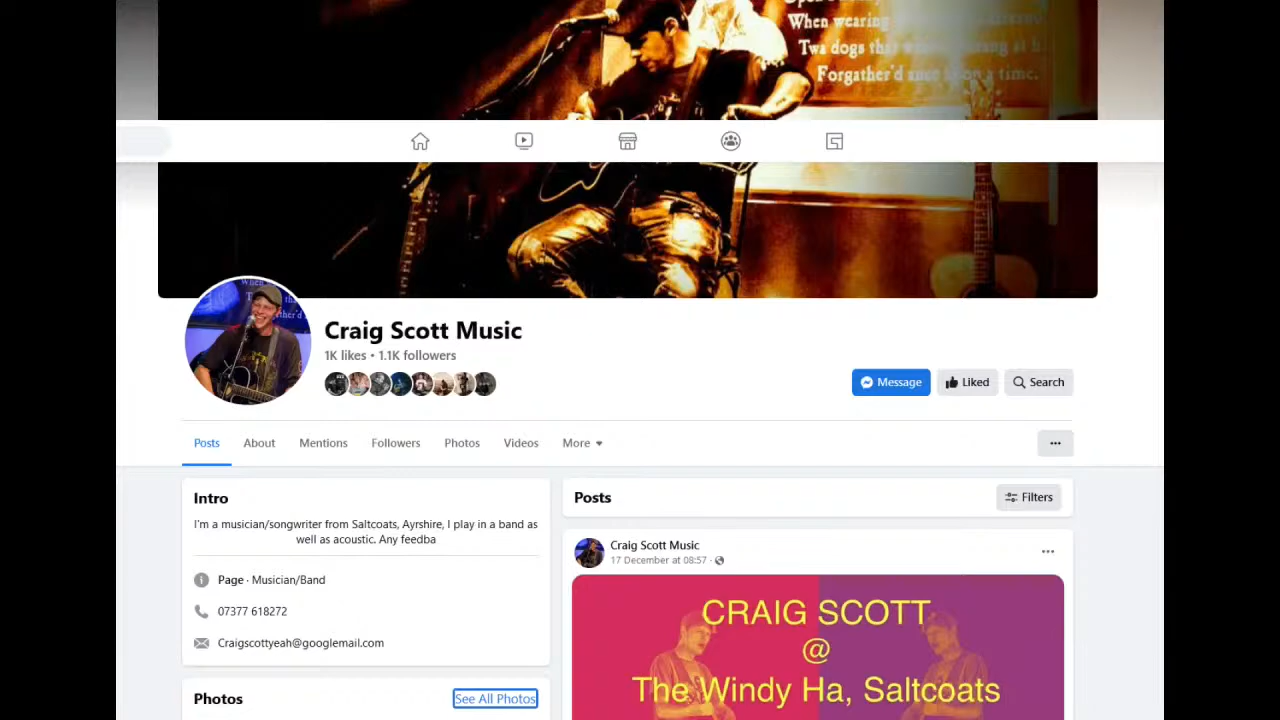 When wearing
Twa dogs that
Forgather'd ance upon a time.
Craig Scott Music
1K likes • 1.1K followers
Message
Liked
Search
Posts
About
Mentions
Followers
Photos
Videos
More
Intro
I'm a musician/songwriter from Saltcoats, Ayrshire, I play in a band as
well as acoustic. Any feedba
Page · Musician/Band
07377 618272
Craigscottyeah@googlemail.com
Photos
See All Photos
Posts
Filters
Craig Scott Music
17 December at 08:57 ·
CRAIG SCOTT
@
The Windy Ha, Saltcoats